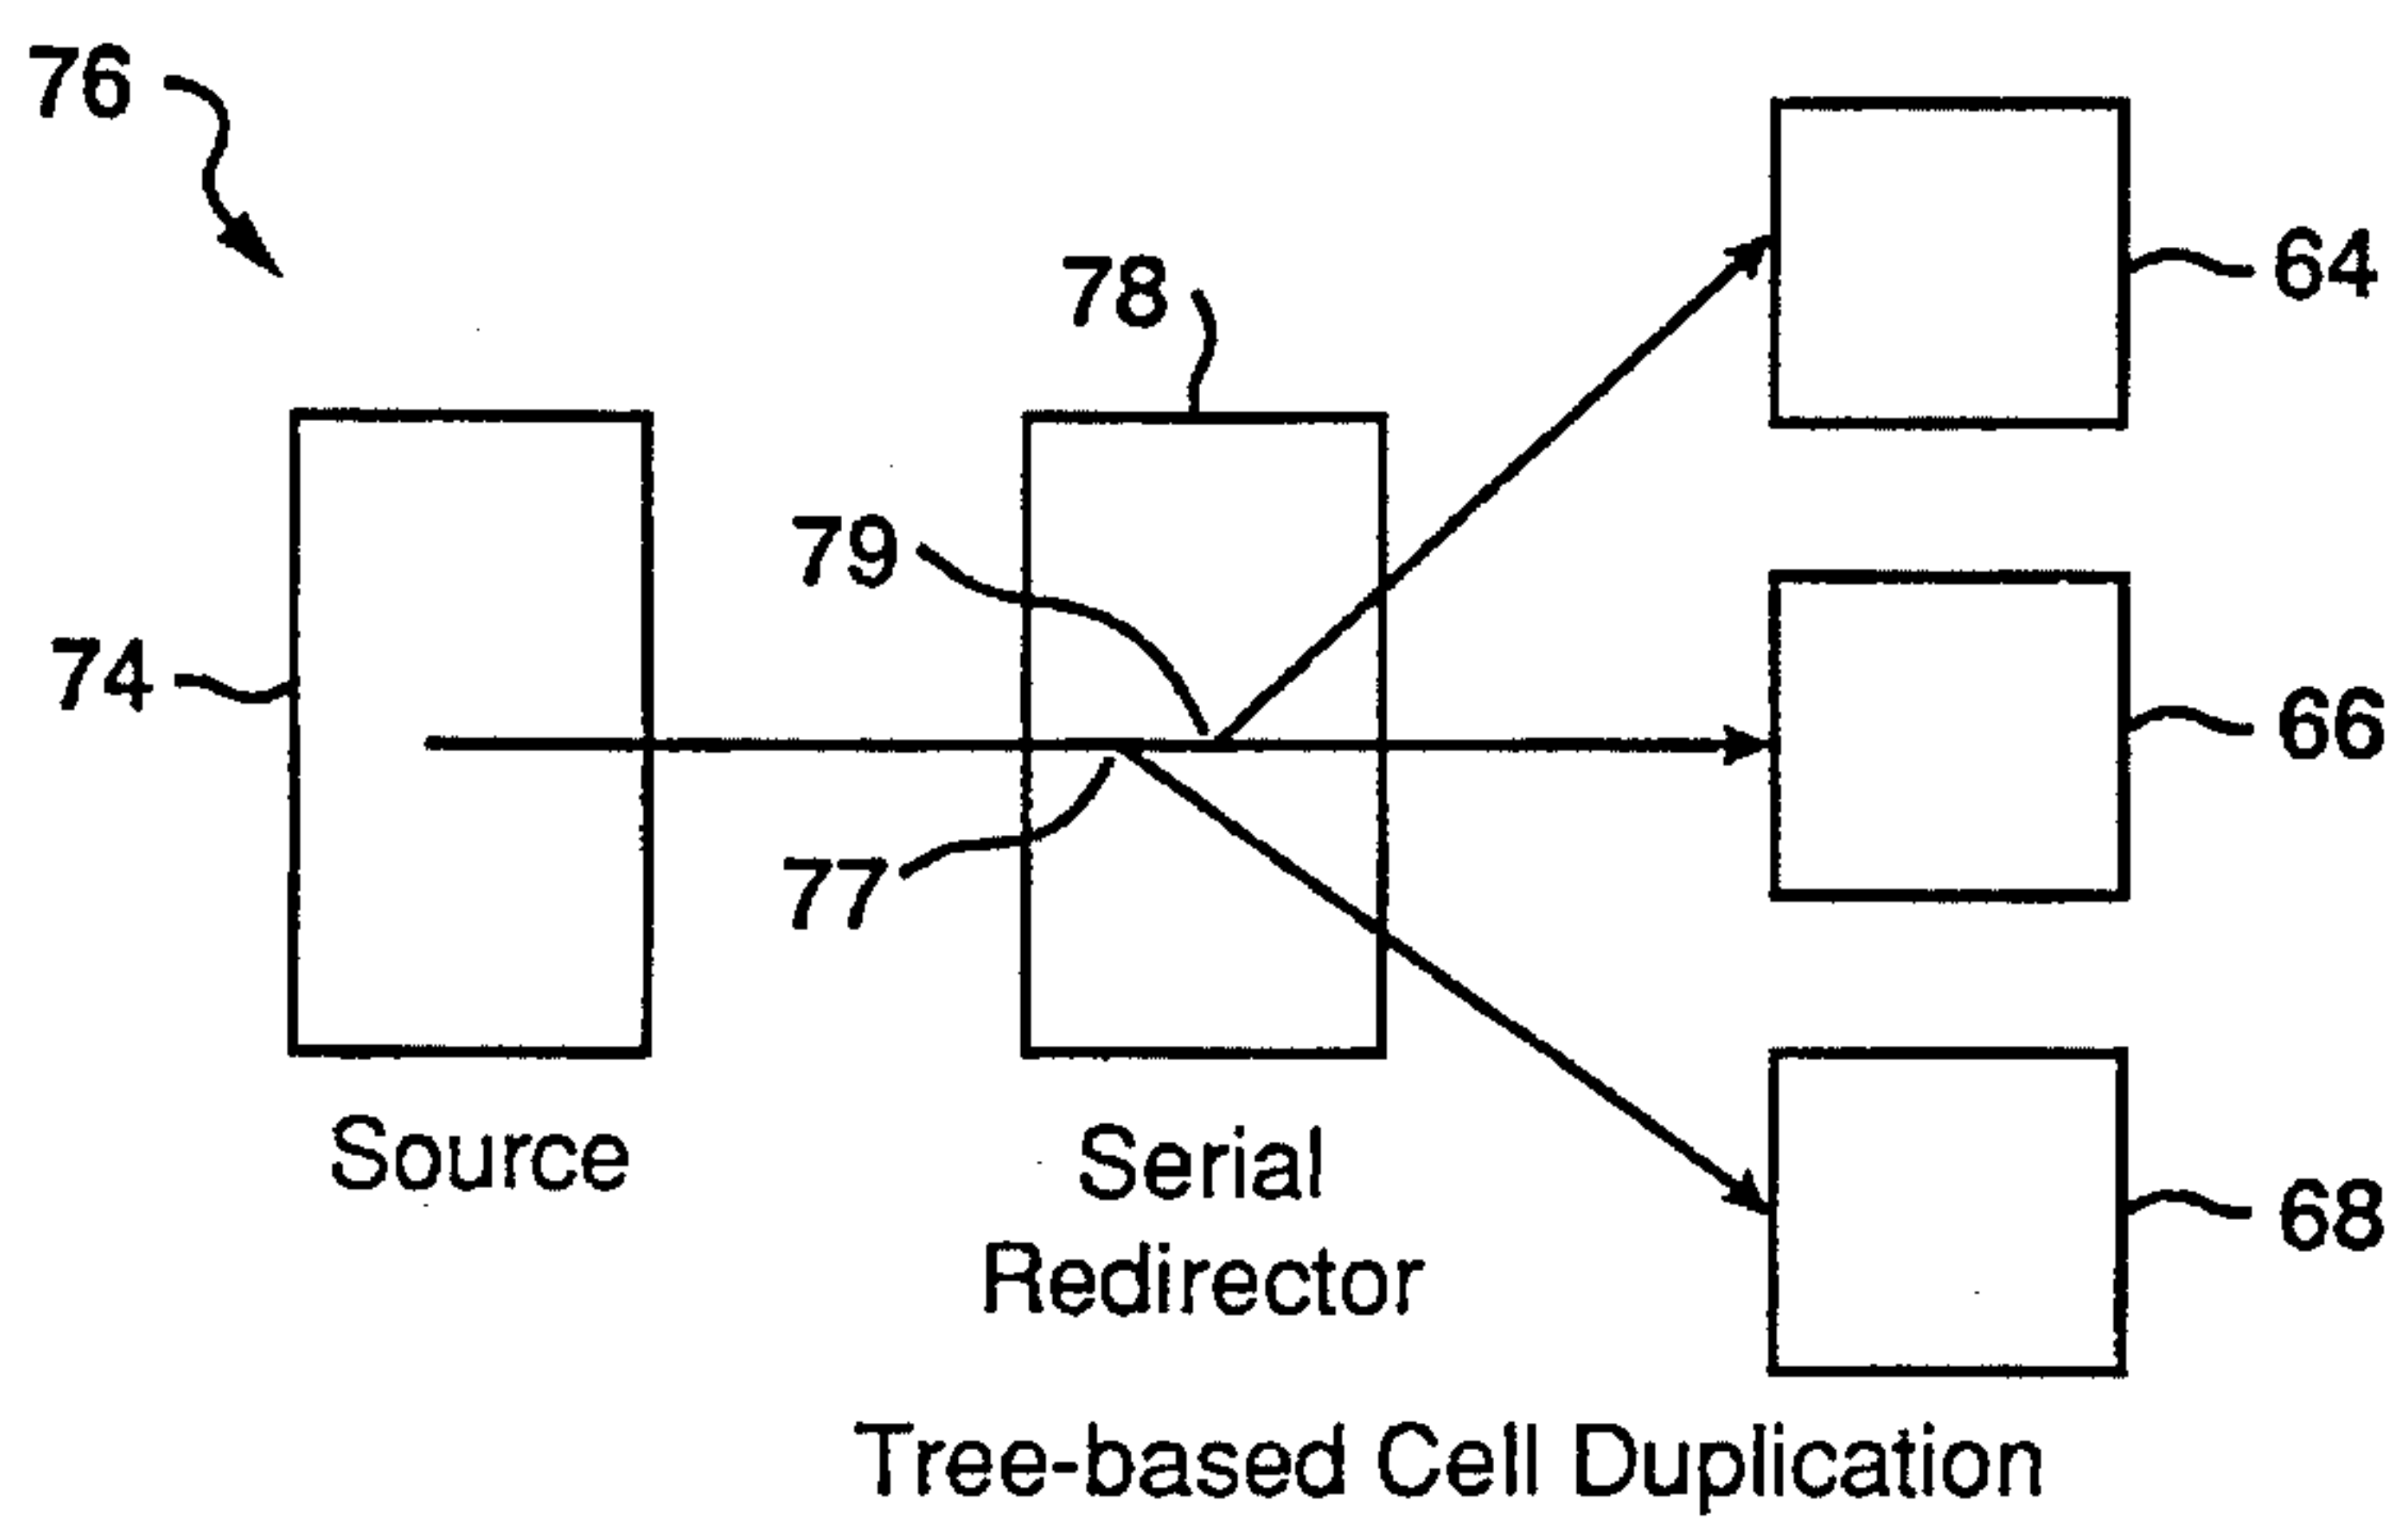 76
64
78
79
74
66
77
68
Source
Serial
Redirector
Tree-based Cell Duplication